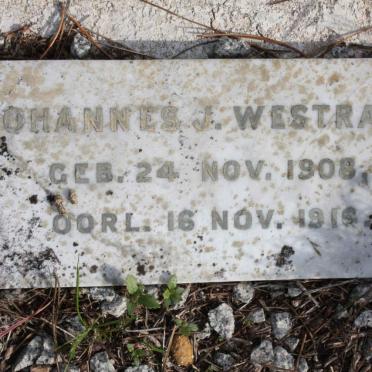 OHANNES J. WESTRA
GEB. 24 NOV. 1908.
OORL. 16 NOV. 1918.